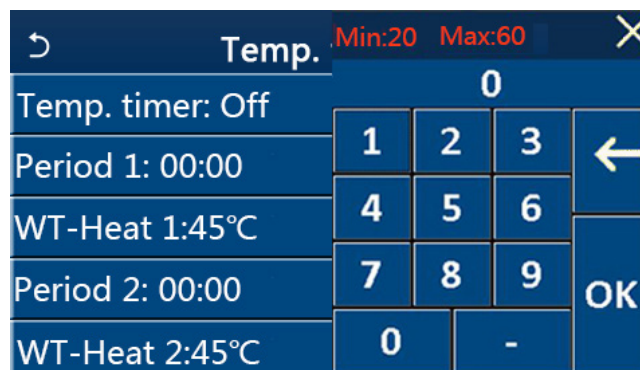 Temp.
Temp. timer: Off
Period 1: 00:00
WT-Heat 1:45℃
Period 2: 00:00
WT-Heat 2:45℃
Min:20 Max:60
0
1 2 3
4 5 6
7 8 9
0 -
OK